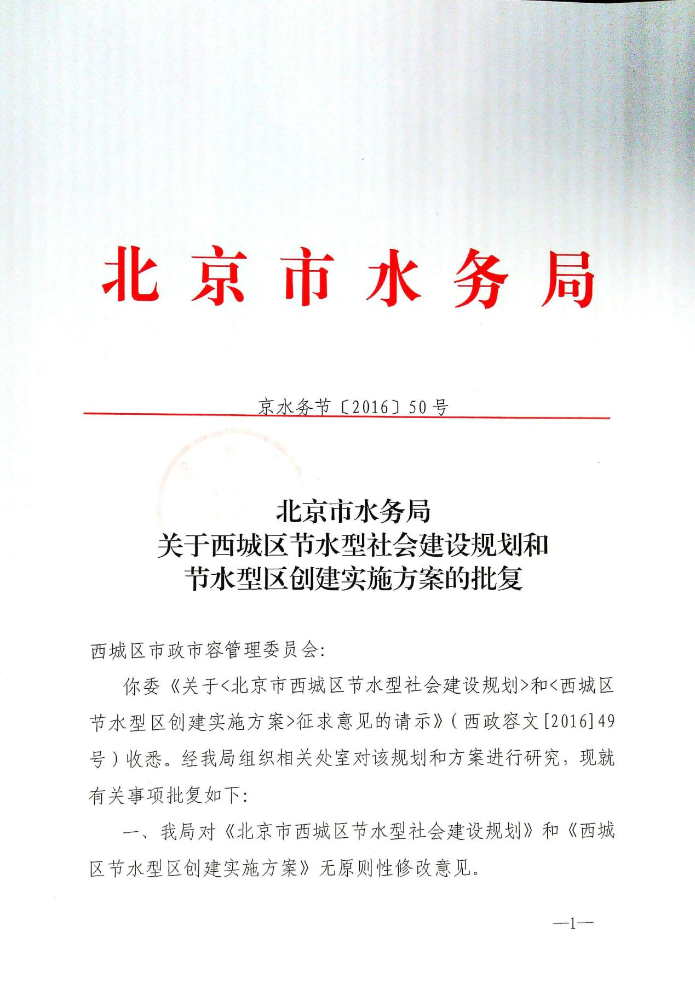 北京市水务局
京水务节〔2016〕50号
北京市水务局
关于西城区节水型社会建设规划和
节水型区创建实施方案的批复
西城区市政市容管理委员会:
你委《关于<北京市西城区节水型社会建设规划>和<西城区
节水型区创建实施方案>征求意见的请示》(西政容文[2016]49
号)收悉。经我局组织相关处室对该规划和方案进行研究,现就
有关事项批复如下:
一、我局对《北京市西城区节水型社会建设规划》和《西城
区节水型区创建实施方案》无原则性修改意见。
—1—